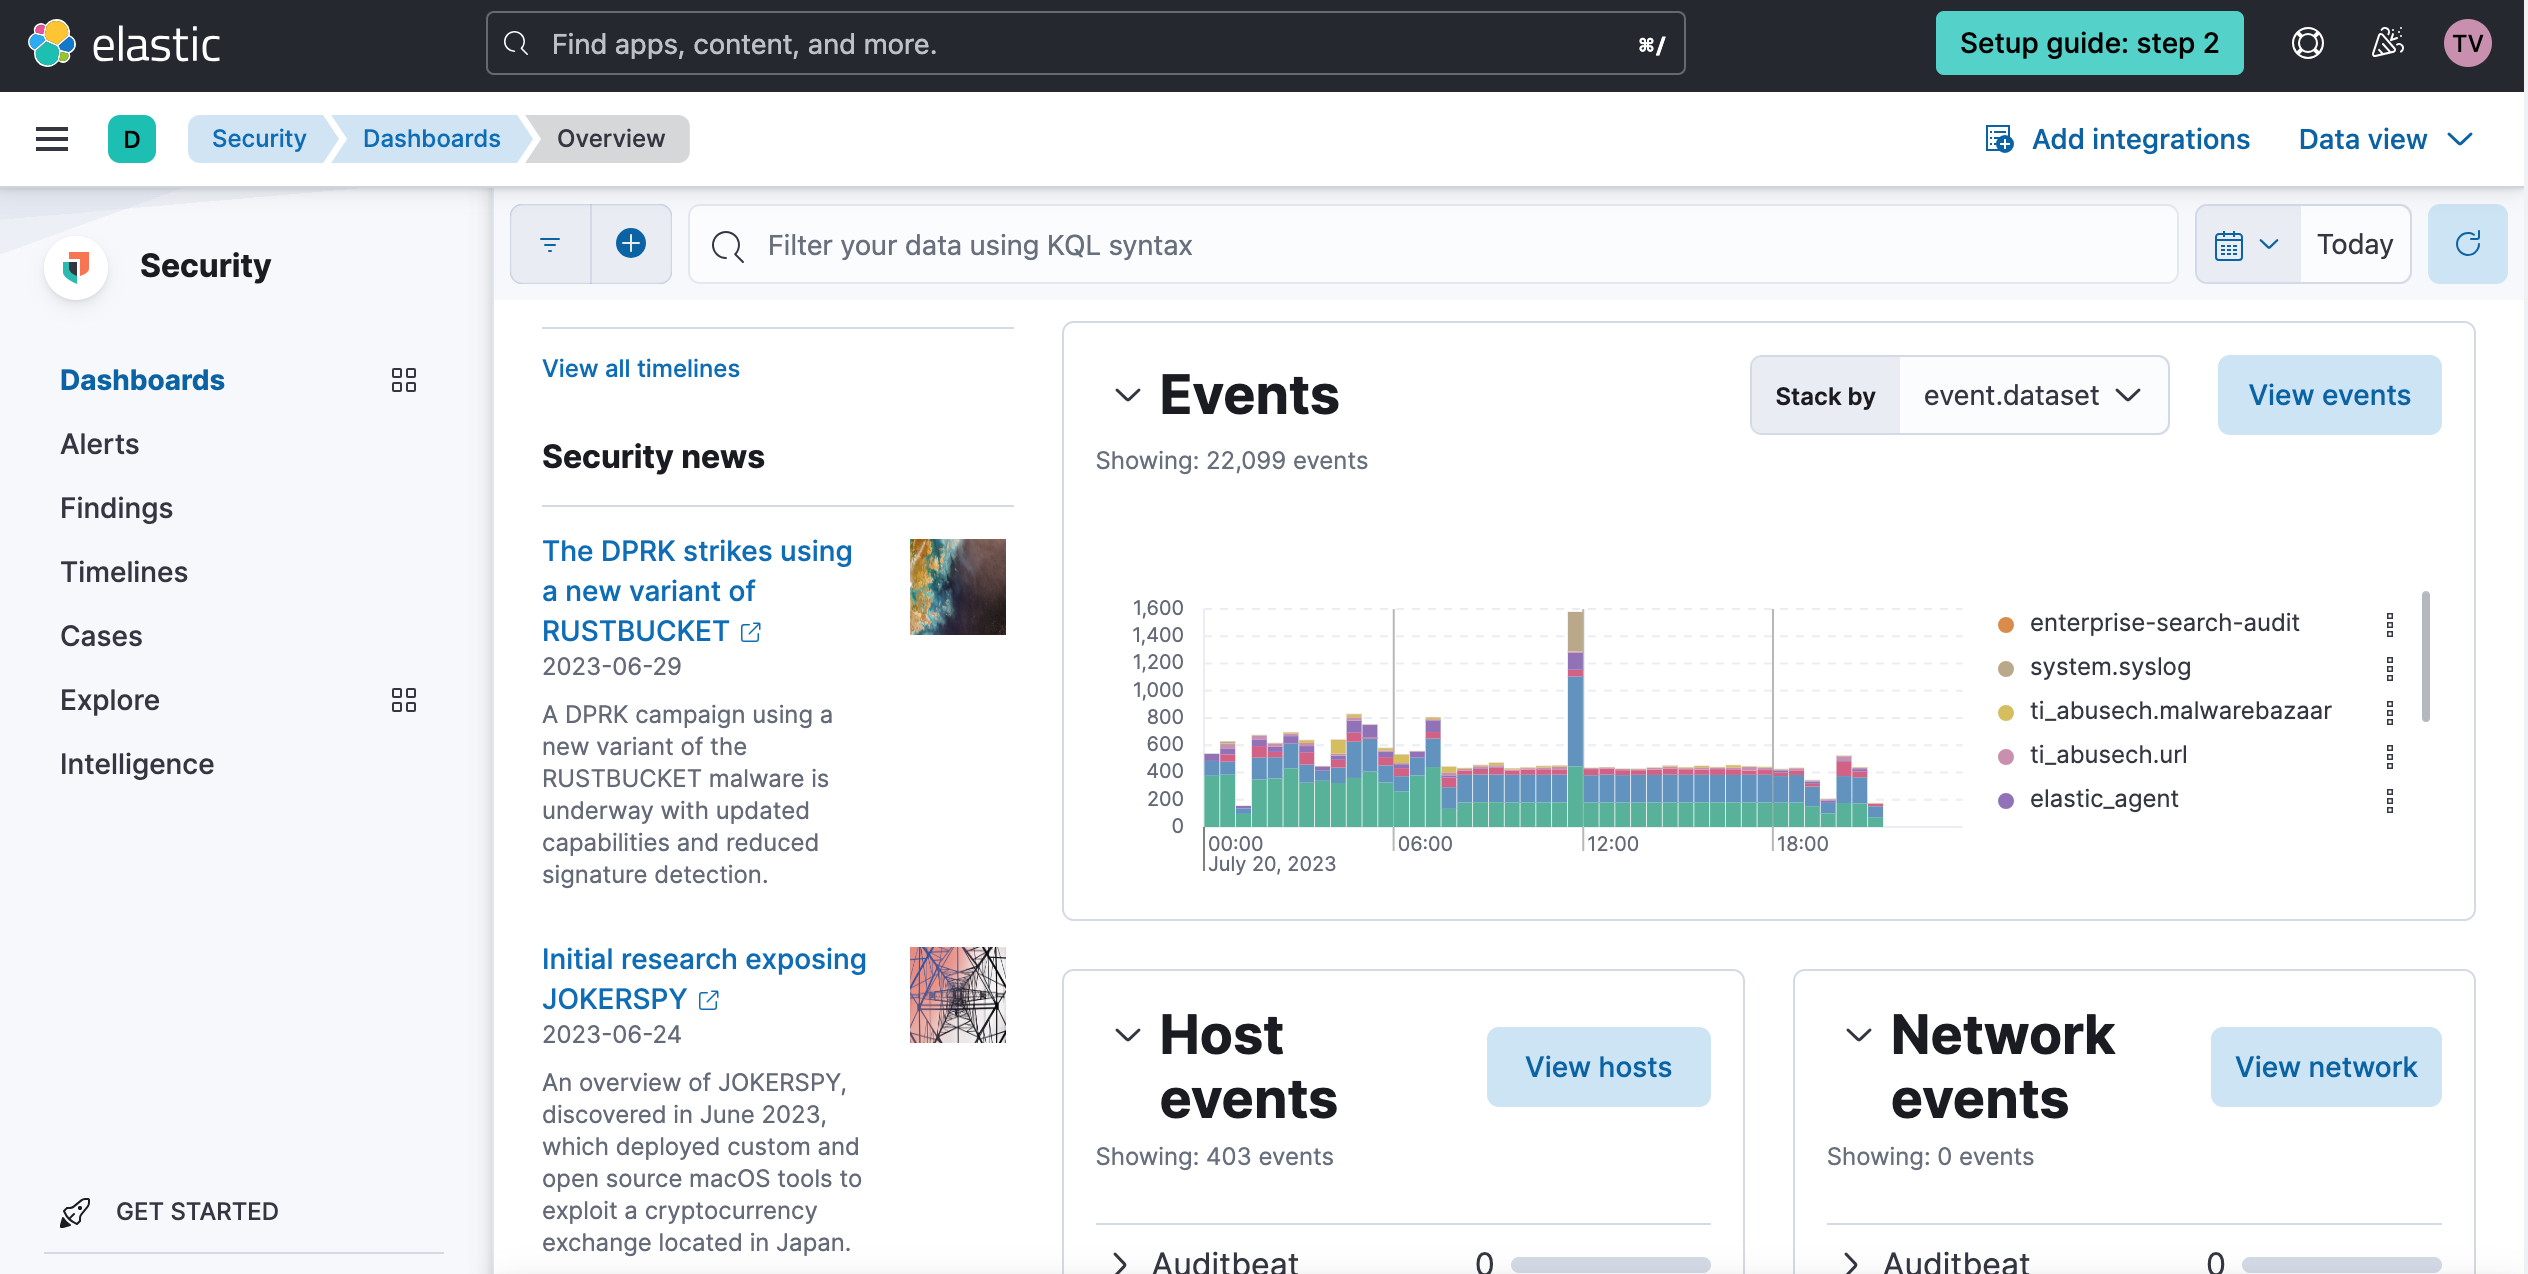 elastic
Find apps, content, and more.
⌘/
Setup guide: step 2
TV
D
Security
Dashboards
Overview
Add integrations
Data view
Security
Dashboards
Alerts
Findings
Timelines
Cases
Explore
Intelligence
GET STARTED
Filter your data using KQL syntax
Today
View all timelines
Security news
The DPRK strikes using
a new variant of
RUSTBUCKET
2023-06-29
A DPRK campaign using a
new variant of the
RUSTBUCKET malware is
underway with updated
capabilities and reduced
signature detection.
Initial research exposing
JOKERSPY
2023-06-24
An overview of JOKERSPY,
discovered in June 2023,
which deployed custom and
open source macOS tools to
exploit a cryptocurrency
exchange located in Japan.
Events
Showing: 22,099 events
Stack by
event.dataset
View events
1,600
1,400
1,200
1,000
800
600
400
200
0
00:00
06:00
12:00
18:00
July 20, 2023
enterprise-search-audit
system.syslog
ti_abusech.malwarebazaar
ti_abusech.url
elastic_agent
Host
events
View hosts
Showing: 403 events
Auditbeat
0
Network
events
View network
Showing: 0 events
Auditbeat
0